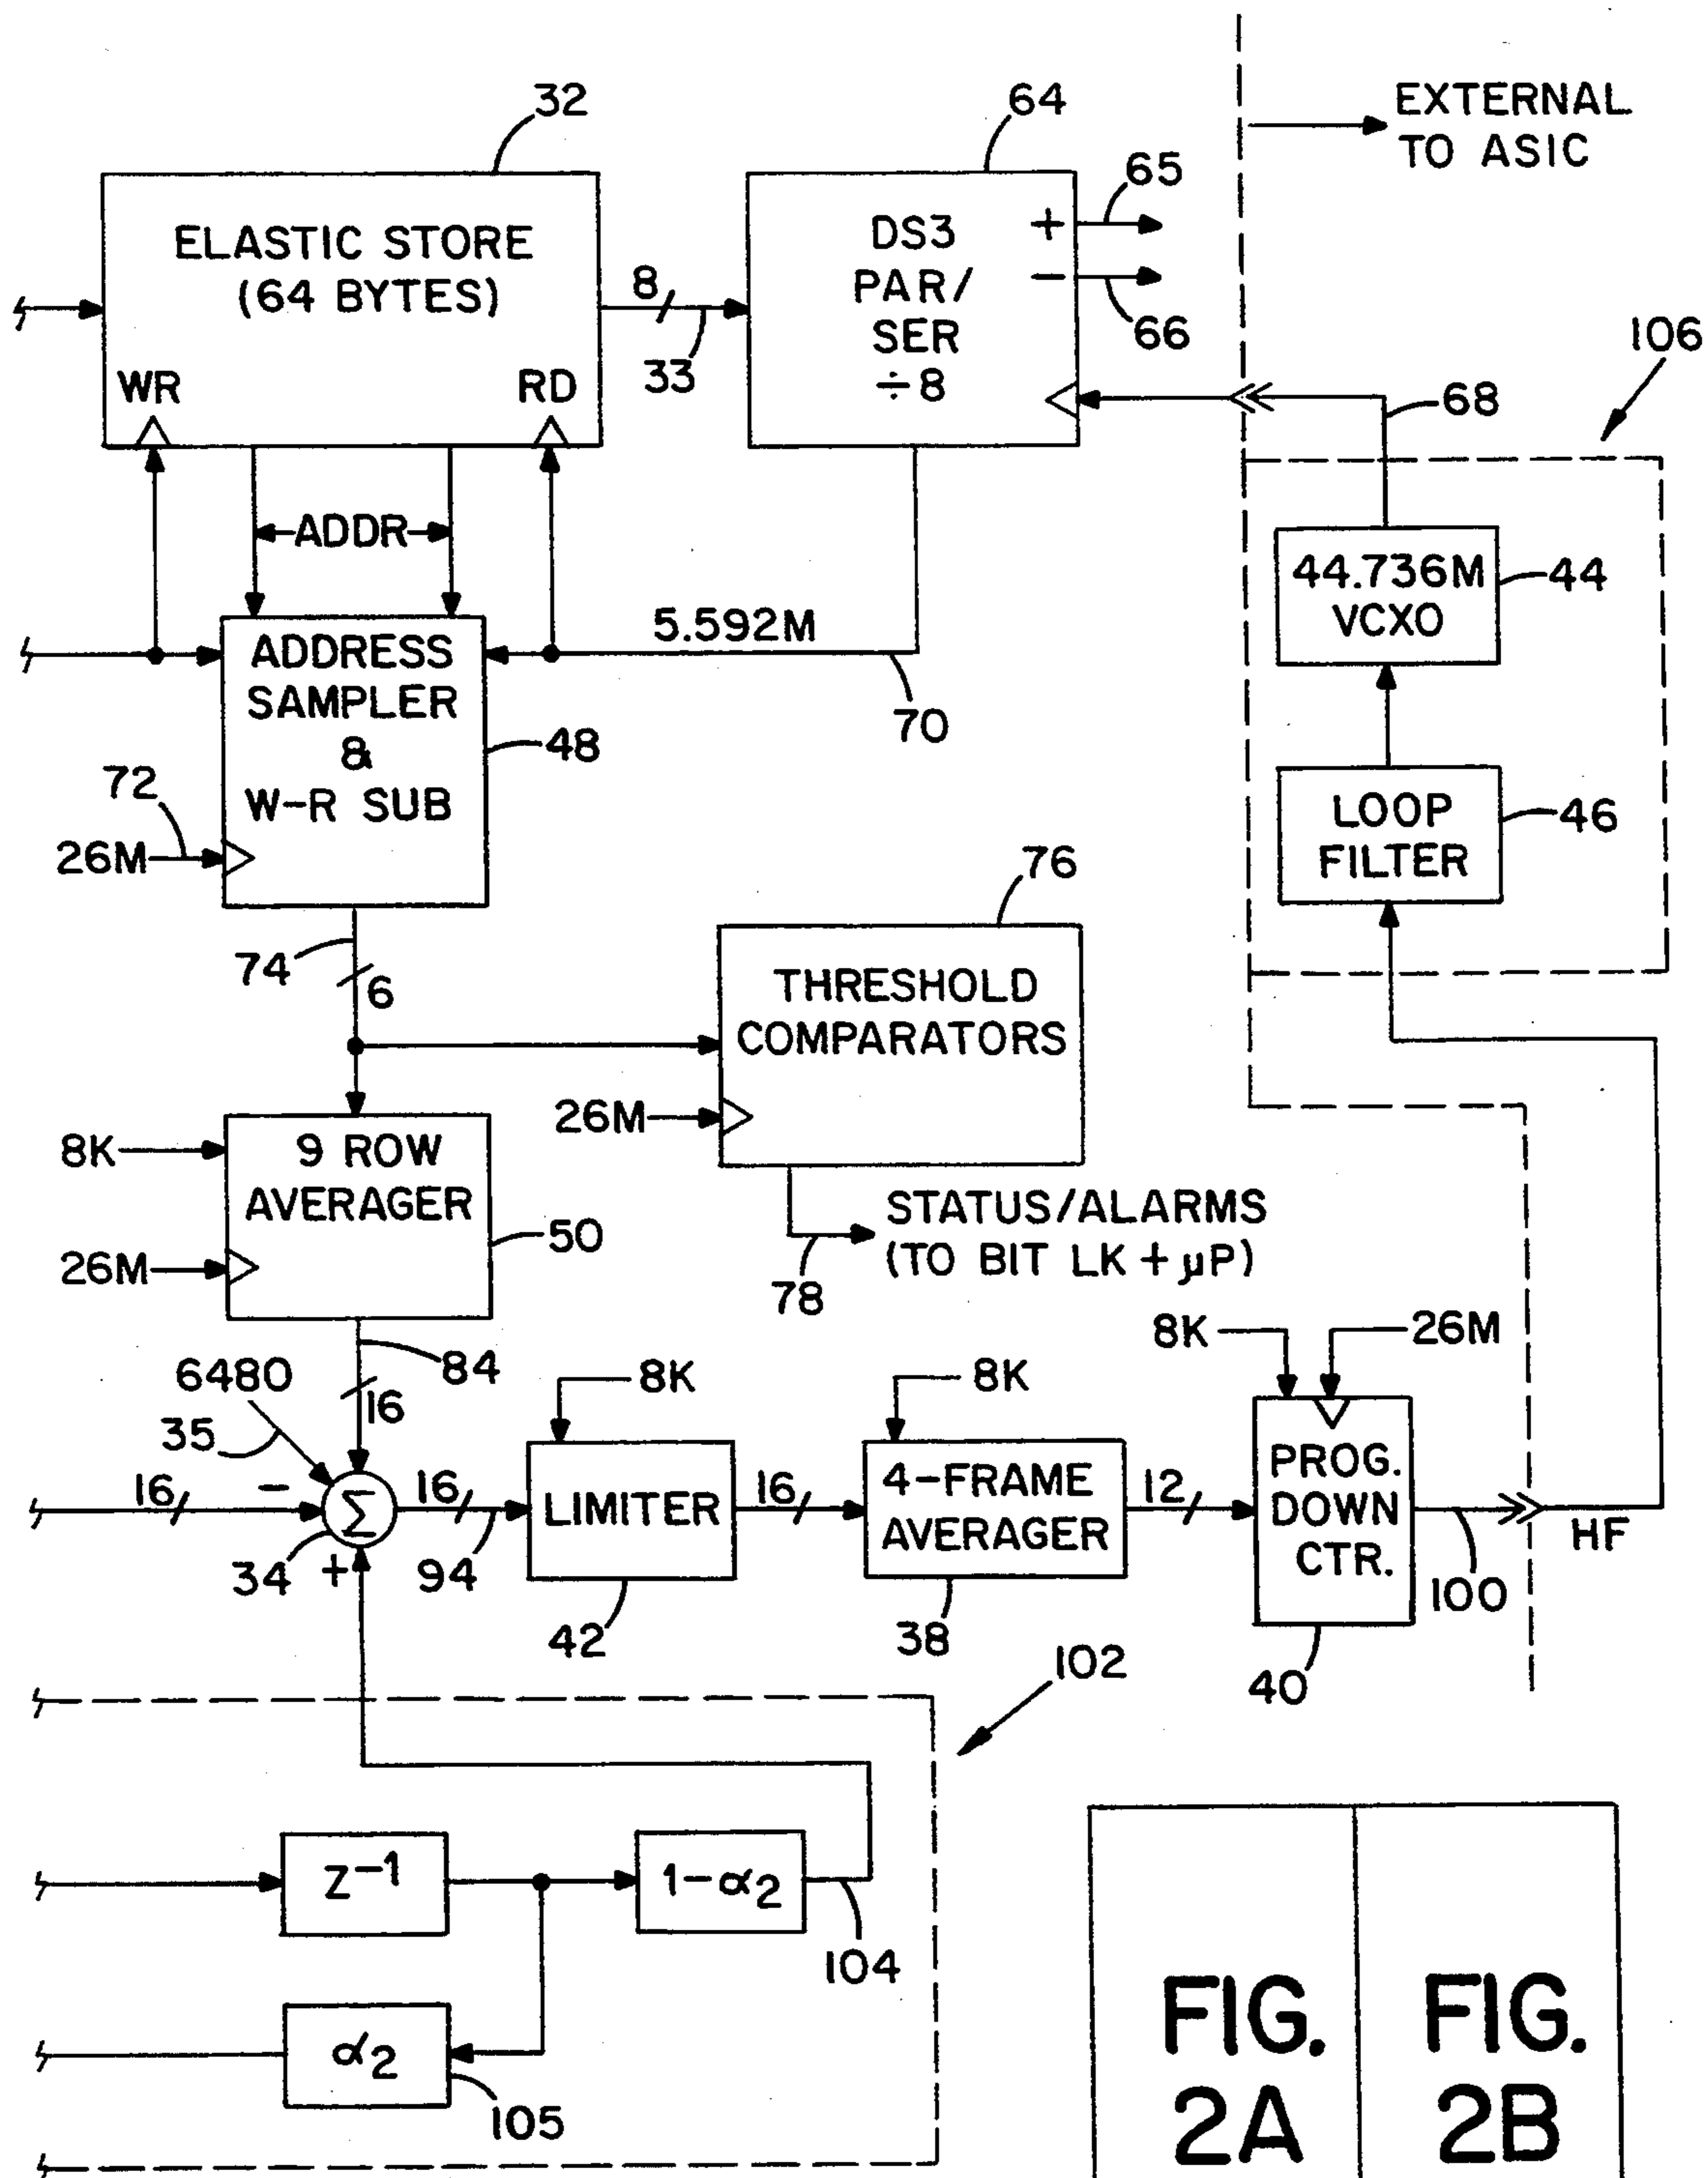 32
64
EXTERNAL
TO ASIC
65
ELASTIC STORE
(64 BYTES)
DS3
PAR/
SER
÷8
+
−
8
33
66
106
WR
RD
68
ADDR
44.736M
VCXO
44
5.592M
70
ADDRESS
SAMPLER
&
W-R SUB
48
72
26M
LOOP
FILTER
46
76
74
6
THRESHOLD
COMPARATORS
26M
8K
9 ROW
AVERAGER
50
26M
STATUS/ALARMS
(TO BIT LK + µP)
78
84
8K
26M
6480
16
8K
8K
35
16
−
Σ
16
LIMITER
16
4-FRAME
AVERAGER
12
PROG.
DOWN
CTR.
HF
34
+
94
42
38
100
40
102
Z⁻¹
1-α₂
104
α₂
105
FIG.
2A
FIG.
2B